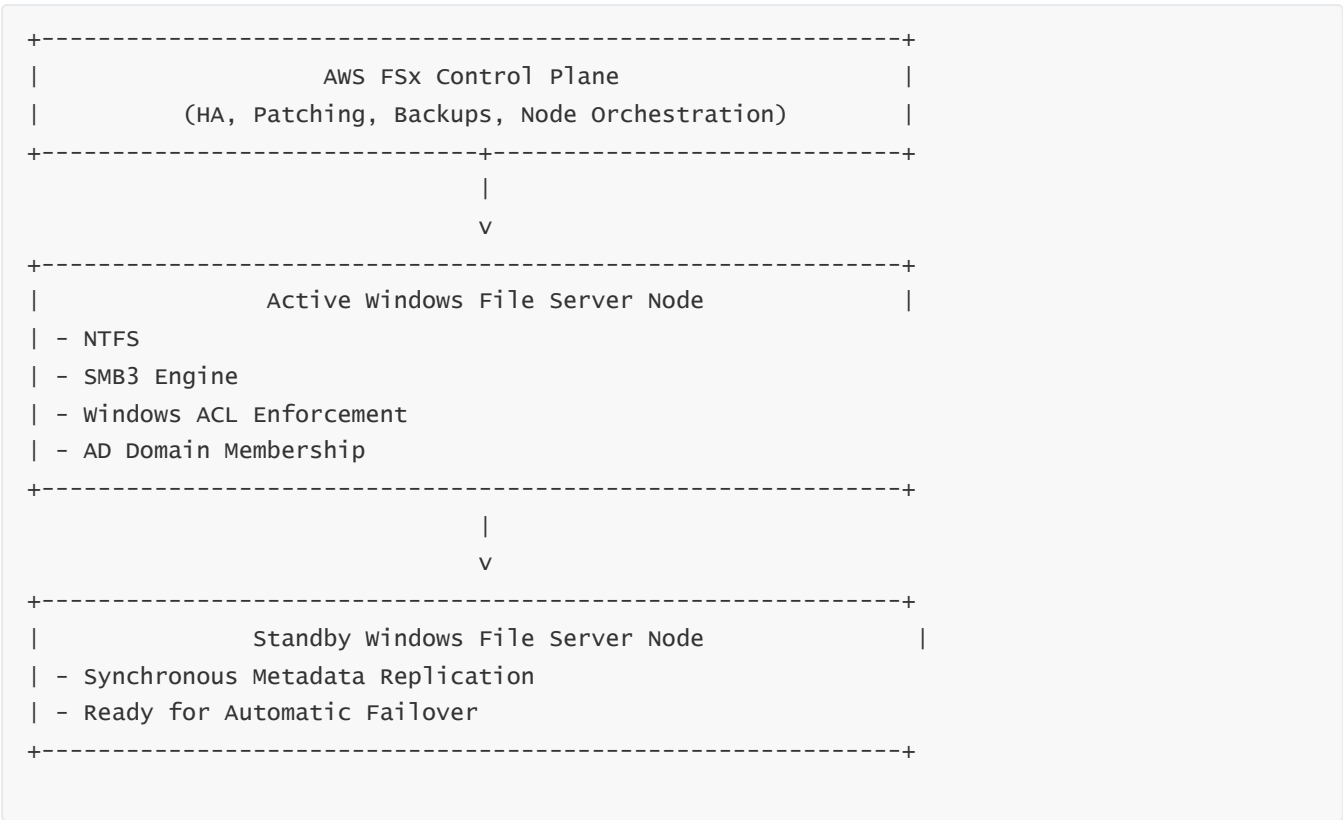 +-------------------------------------------------------------+
|                    AWS FSx Control Plane                    |
|          (HA, Patching, Backups, Node Orchestration)        |
+-------------------------------+-----------------------------+
                                |
                                v
+-------------------------------------------------------------+
|                Active Windows File Server Node              |
| - NTFS
| - SMB3 Engine
| - Windows ACL Enforcement
| - AD Domain Membership
+-------------------------------------------------------------+
                                |
                                v
+-------------------------------------------------------------+
|               Standby Windows File Server Node               |
| - Synchronous Metadata Replication
| - Ready for Automatic Failover
+-------------------------------------------------------------+